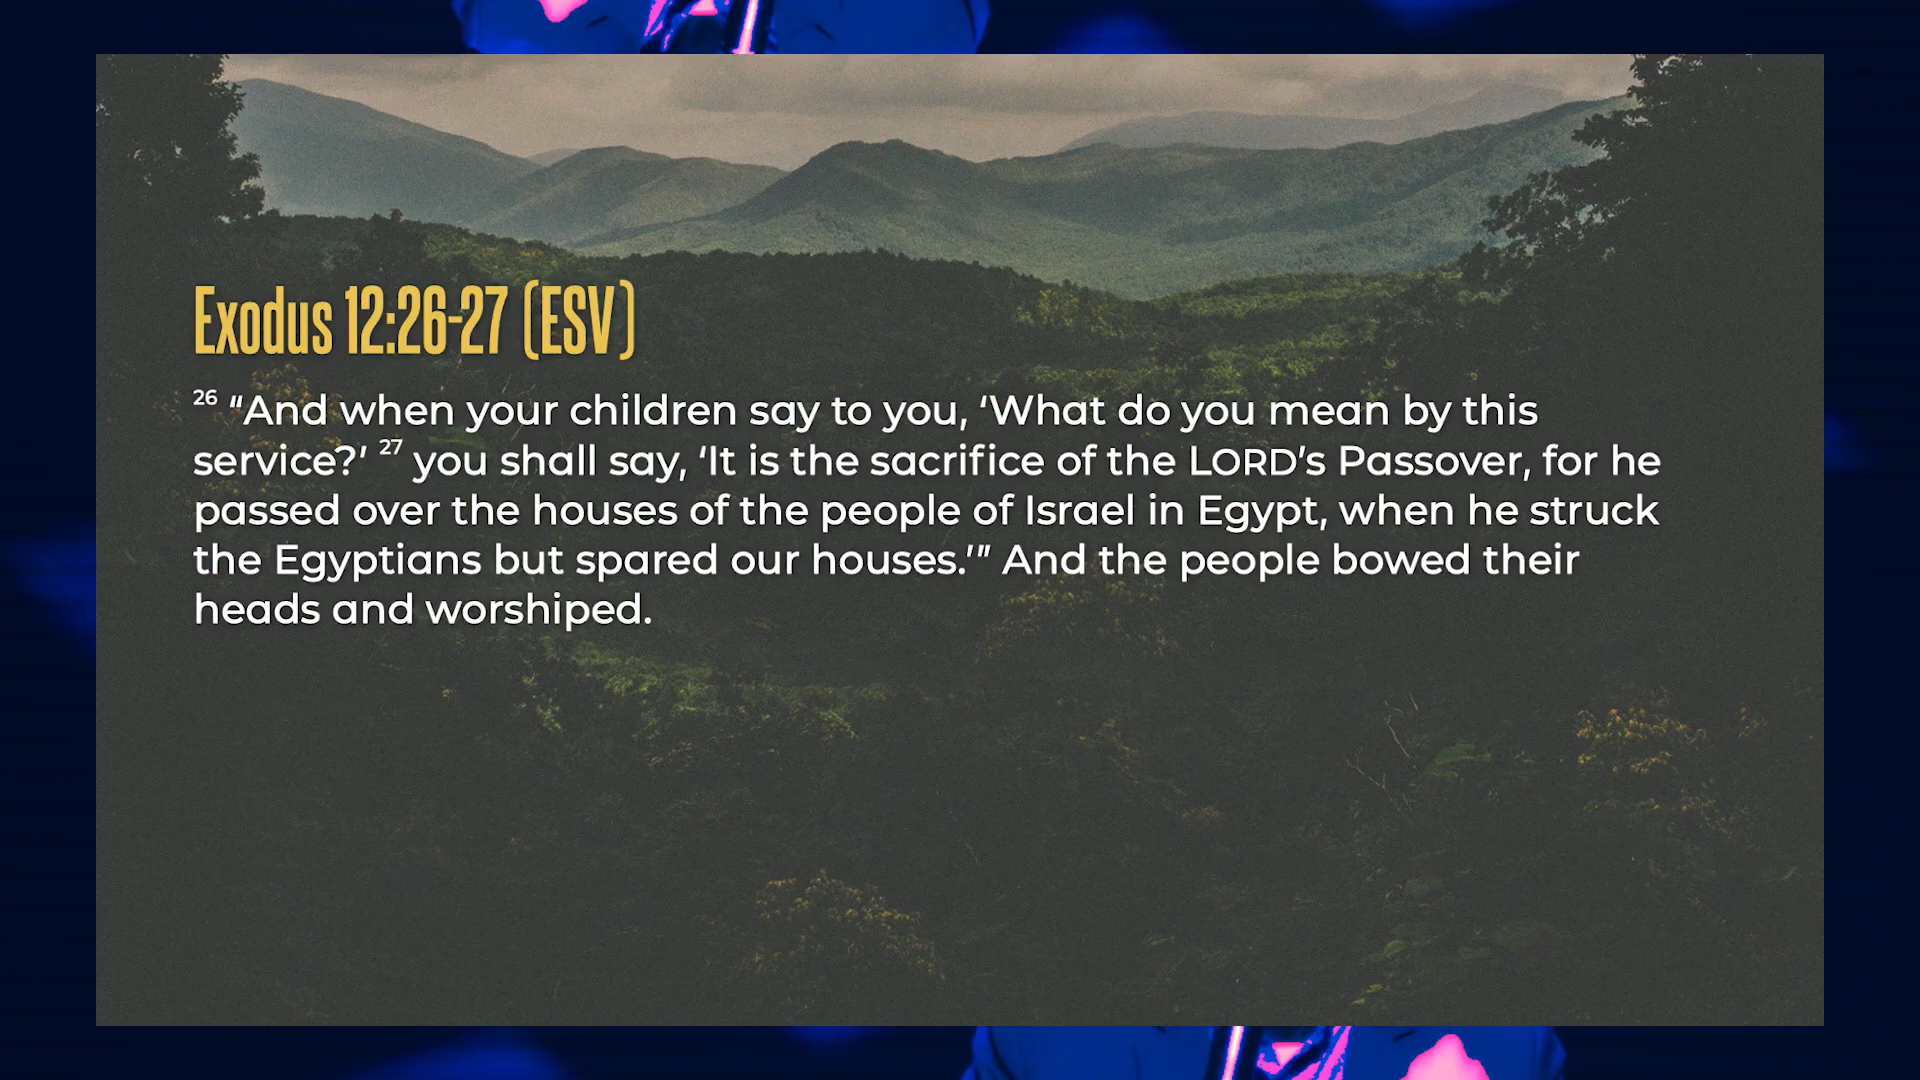 Exodus 12:26-27 (ESV)
26 “And when your children say to you, ‘What do you mean by this
service?’ 27 you shall say, ‘It is the sacrifice of the LORD’s Passover, for he
passed over the houses of the people of Israel in Egypt, when he struck
the Egyptians but spared our houses.’” And the people bowed their
heads and worshiped.